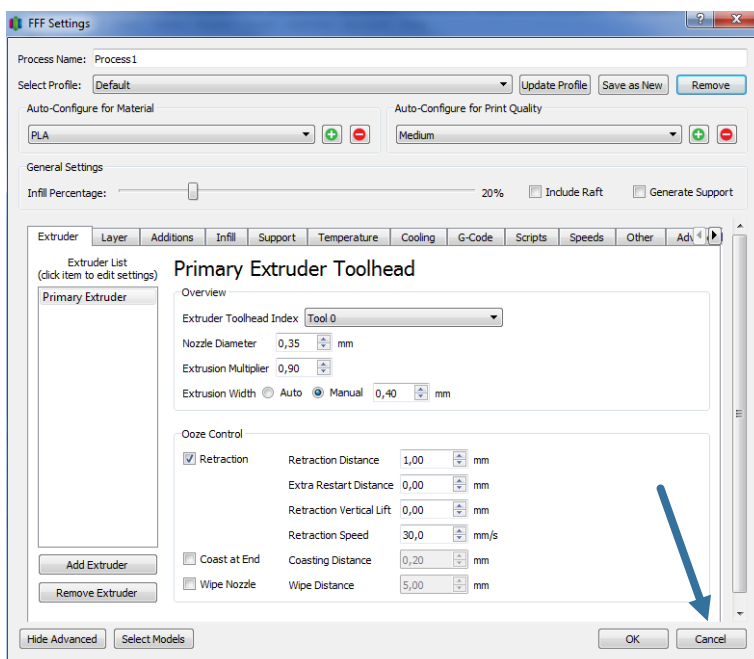 FFF Settings
Process Name: Process1
Select Profile: Default Update Profile Save as New Remove
Auto-Configure for Material Auto-Configure for Print Quality
PLA Medium
General Settings
Infill Percentage: 20% Include Raft Generate Support
Extruder Layer Additions Infill Support Temperature Cooling G-Code Scripts Speeds Other
Extruder List
(click item to edit settings)
Primary Extruder
Primary Extruder Toolhead
Overview
Extruder Toolhead Index Tool 0
Nozzle Diameter 0,35 mm
Extrusion Multiplier 0,90
Extrusion Width Auto Manual 0,40 mm
Ooze Control
Retraction Retraction Distance 1,00 mm
Extra Restart Distance 0,00 mm
Retraction Vertical Lift 0,00 mm
Retraction Speed 30,0 mm/s
Coast at End Coasting Distance 0,20 mm
Wipe Nozzle Wipe Distance 5,00 mm
Add Extruder
Remove Extruder
Hide Advanced Select Models OK Cancel